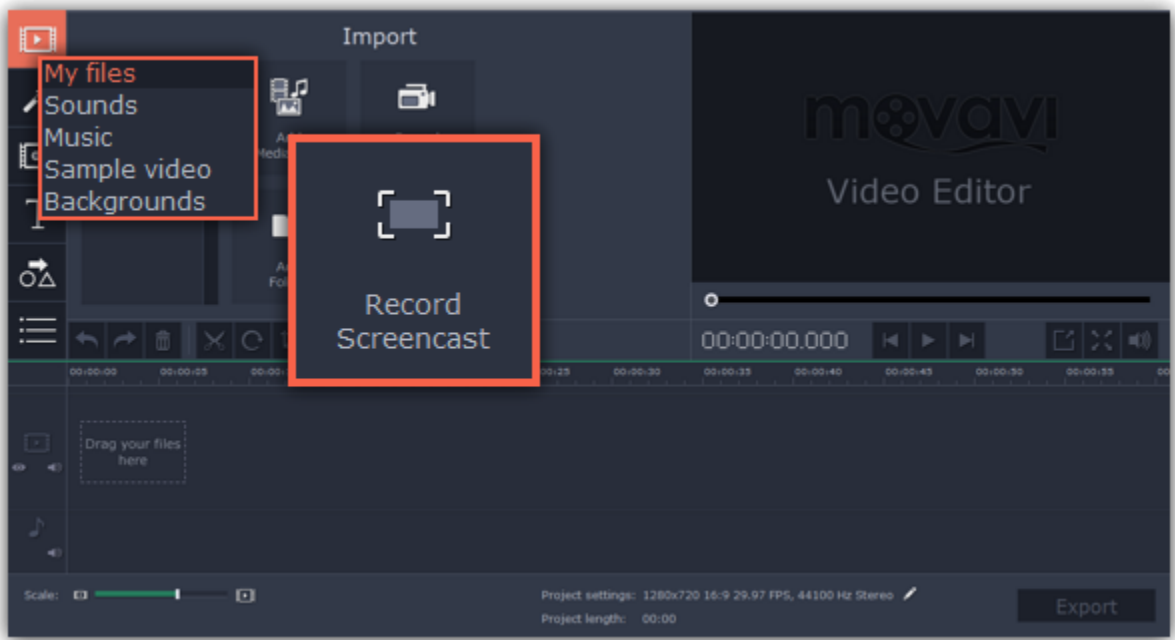 Import
My files
Sounds
Music
Sample video
Backgrounds
Record
Screencast
movavi
Video Editor
00:00:00.000
00:00:00 00:00:05 00:25 00:00:30 00:00:35 00:00:40 00:00:45 00:00:50 00:00:55
Drag your files
here
Scale:
Project settings: 1280x720 16:9 29.97 FPS, 44100 Hz Stereo
Project length: 00:00
Export